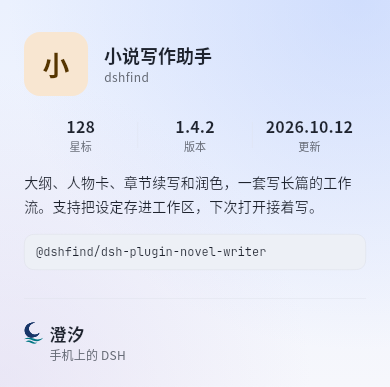 小
小说写作助手
dshfind
128
星标
1.4.2
版本
2026.10.12
更新
大纲、人物卡、章节续写和润色，一套写长篇的工作
流。支持把设定存进工作区，下次打开接着写。
@dshfind/dsh-plugin-novel-writer
澄汐
手机上的 DSH